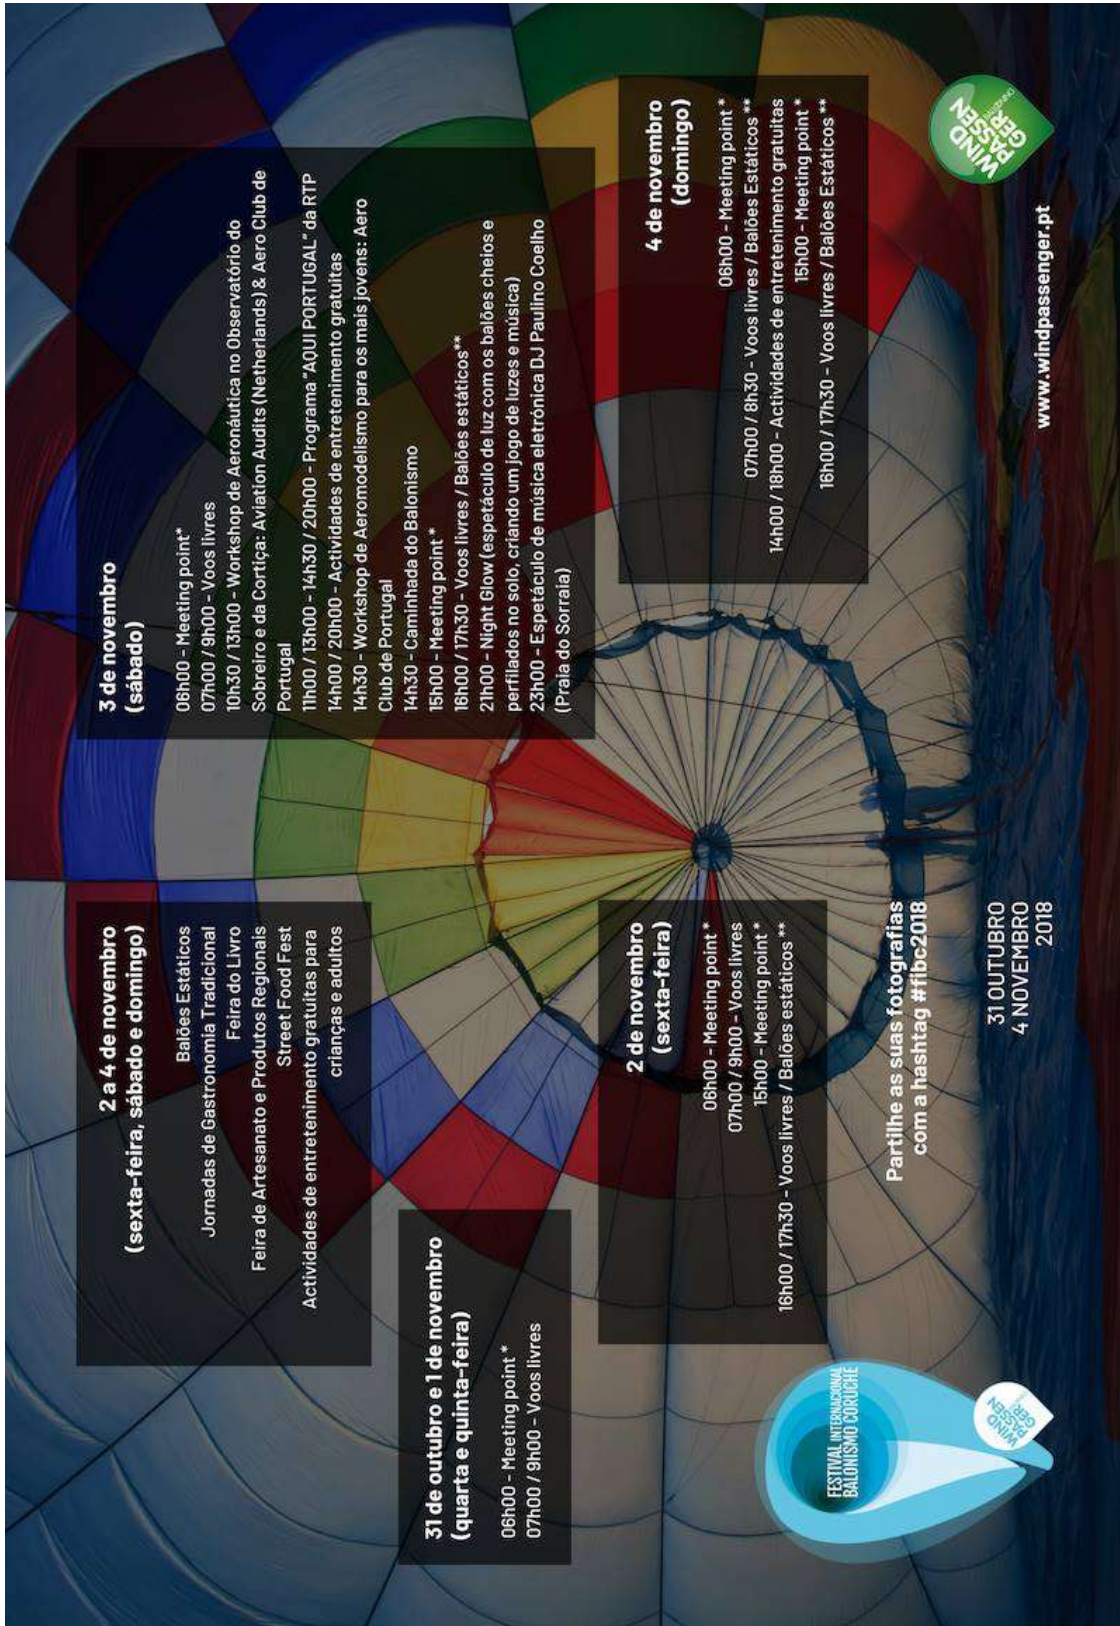 2 a 4 de novembro
(sexta-feira, sábado e domingo)
Balões Estáticos
Jornadas de Gastronomia Tradicional
Feira do Livro
Feira de Artesanato e Produtos Regionais
Street Food Fest
Actividades de entretenimento gratuitas para
crianças e adultos
3 de novembro
(sábado)
06h00 - Meeting point*
07h00 / 9h00 - Voos livres
10h30 / 13h00 - Workshop de Aeronáutica no Observatório do
Sobreiro e da Cortiça: Aviation Audits (Netherlands) & Aero Club de
Portugal
11h00 / 13h00 - 14h30 / 20h00 - Programa "AQUI PORTUGAL" da RTP
14h00 / 20h00 - Actividades de entretenimento gratuitas
14h30 - Workshop de Aeromodelismo para os mais jovens: Aero
Club de Portugal
14h30 - Caminhada do Balonismo
15h00 - Meeting point*
16h00 / 17h30 - Voos livres / Balões estáticos**
21h00 - Night Glow (espetáculo de luz com os balões cheios e
perfilados no solo, criando um jogo de luzes e música)
23h00 - Espetáculo de música eletrónica DJ Paulino Coelho
(Praia do Sorraia)
31 de outubro e 1 de novembro
(quarta e quinta-feira)
06h00 - Meeting point *
07h00 / 9h00 - Voos livres
2 de novembro
(sexta-feira)
06h00 - Meeting point *
07h00 / 9h00 - Voos livres
15h00 - Meeting point *
16h00 / 17h30 - Voos livres / Balões estáticos **
4 de novembro
(domingo)
06h00 - Meeting point *
07h00 / 8h30 - Voos livres / Balões Estáticos **
14h00 / 18h00 - Actividades de entretenimento gratuitas
15h00 - Meeting point *
16h00 / 17h30 - Voos livres / Balões Estáticos **
FESTIVAL INTERNACIONAL
BALONISMO CORUCHE
WIND
PASSEN
GER
Partilhe as suas fotografias
com a hashtag #fibc2018
31 OUTUBRO
4 NOVEMBRO
2018
www.windpassenger.pt
WIND
PASSEN
GER